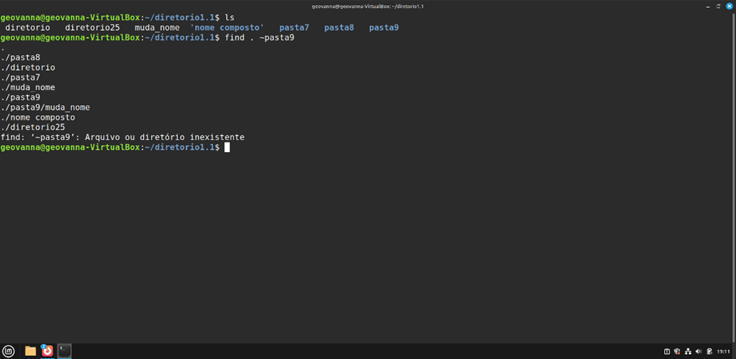 geovanna@geovanna-VirtualBox: ~/diretorio1.1
geovanna@geovanna-VirtualBox:~/diretorio1.1$ ls
diretorio diretorio25 muda_nome 'nome composto' pasta7 pasta8 pasta9
geovanna@geovanna-VirtualBox:~/diretorio1.1$ find . ~pasta9
.
./pasta8
./diretorio
./pasta7
./muda_nome
./pasta9
./pasta9/muda_nome
./nome composto
./diretorio25
find: ‘~pasta9’: Arquivo ou diretório inexistente
geovanna@geovanna-VirtualBox:~/diretorio1.1$
19:11